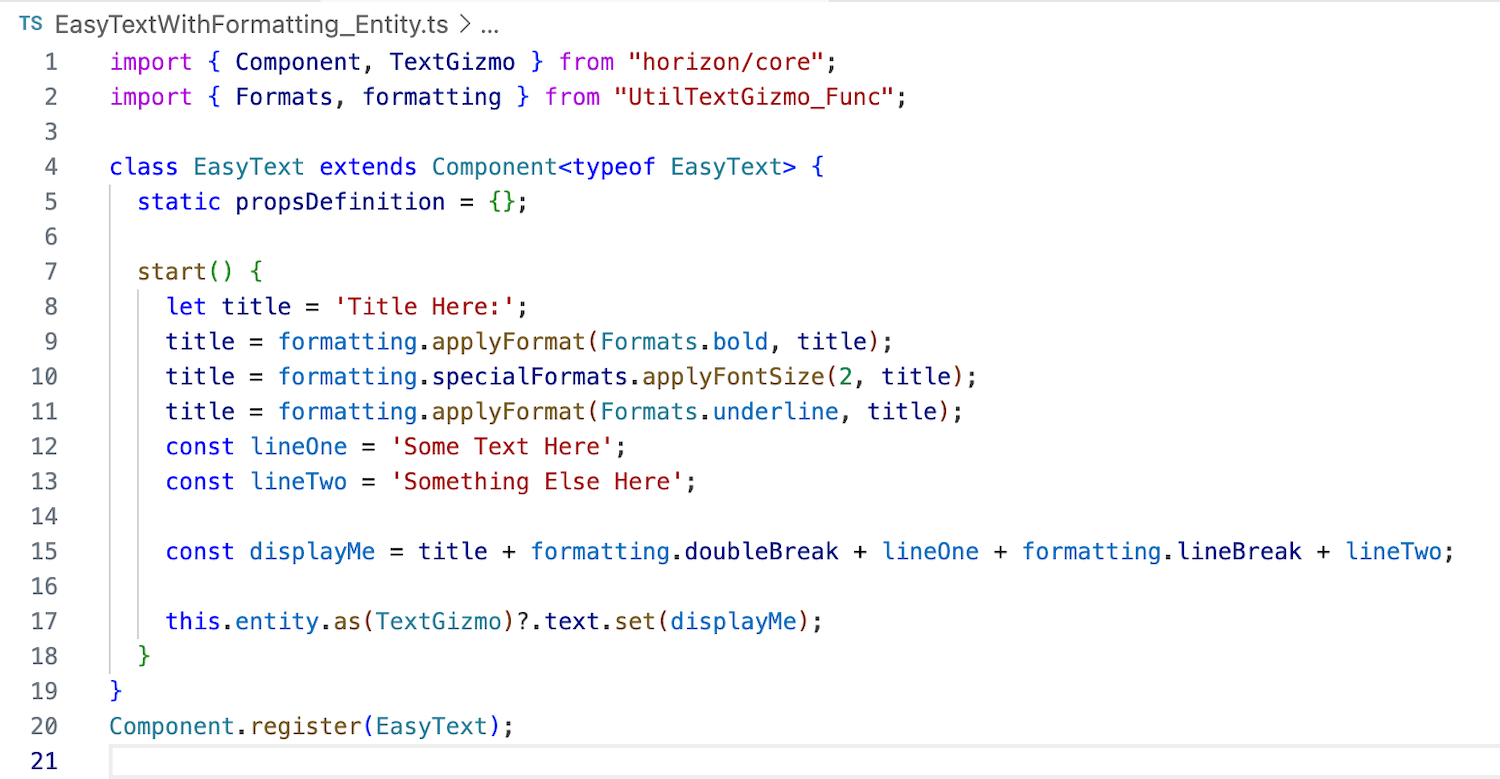 TS EasyTextWithFormatting_Entity.ts > ...
1 import { Component, TextGizmo } from "horizon/core";
2 import { Formats, formatting } from "UtilTextGizmo_Func";
3
4 class EasyText extends Component<typeof EasyText> {
5   static propsDefinition = {};
6
7   start() {
8     let title = 'Title Here:';
9     title = formatting.applyFormat(Formats.bold, title);
10     title = formatting.specialFormats.applyFontSize(2, title);
11     title = formatting.applyFormat(Formats.underline, title);
12     const lineOne = 'Some Text Here';
13     const lineTwo = 'Something Else Here';
14
15     const displayMe = title + formatting.doubleBreak + lineOne + formatting.lineBreak + lineTwo;
16
17     this.entity.as(TextGizmo)?.text.set(displayMe);
18   }
19 }
20 Component.register(EasyText);
21